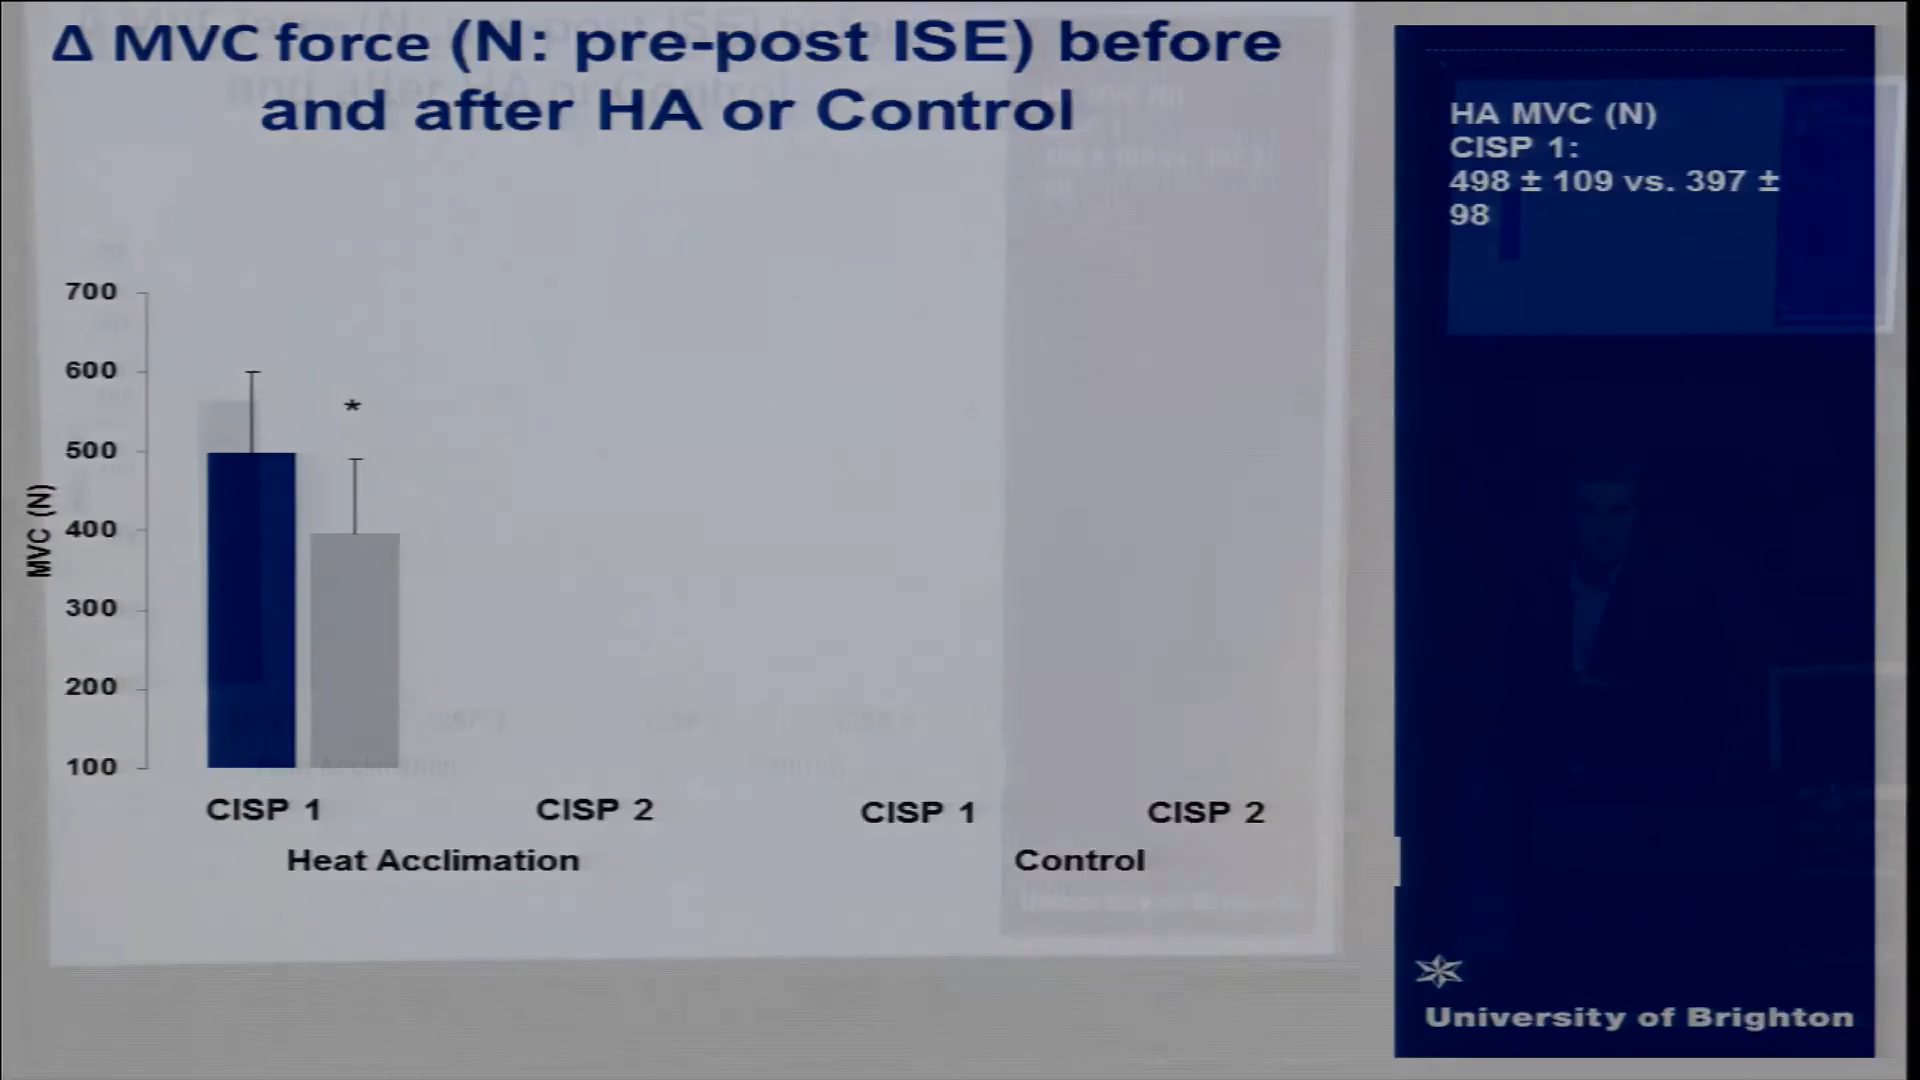 Δ MVC force (N: pre-post ISE) before
and after HA or Control
HA MVC (N)
CISP 1:
498 ± 109 vs. 397 ±
98
700
600
*
500
MVC (N)
400
300
200
100
CISP 1
CISP 2
CISP 1
CISP 2
Heat Acclimation
Control
University of Brighton